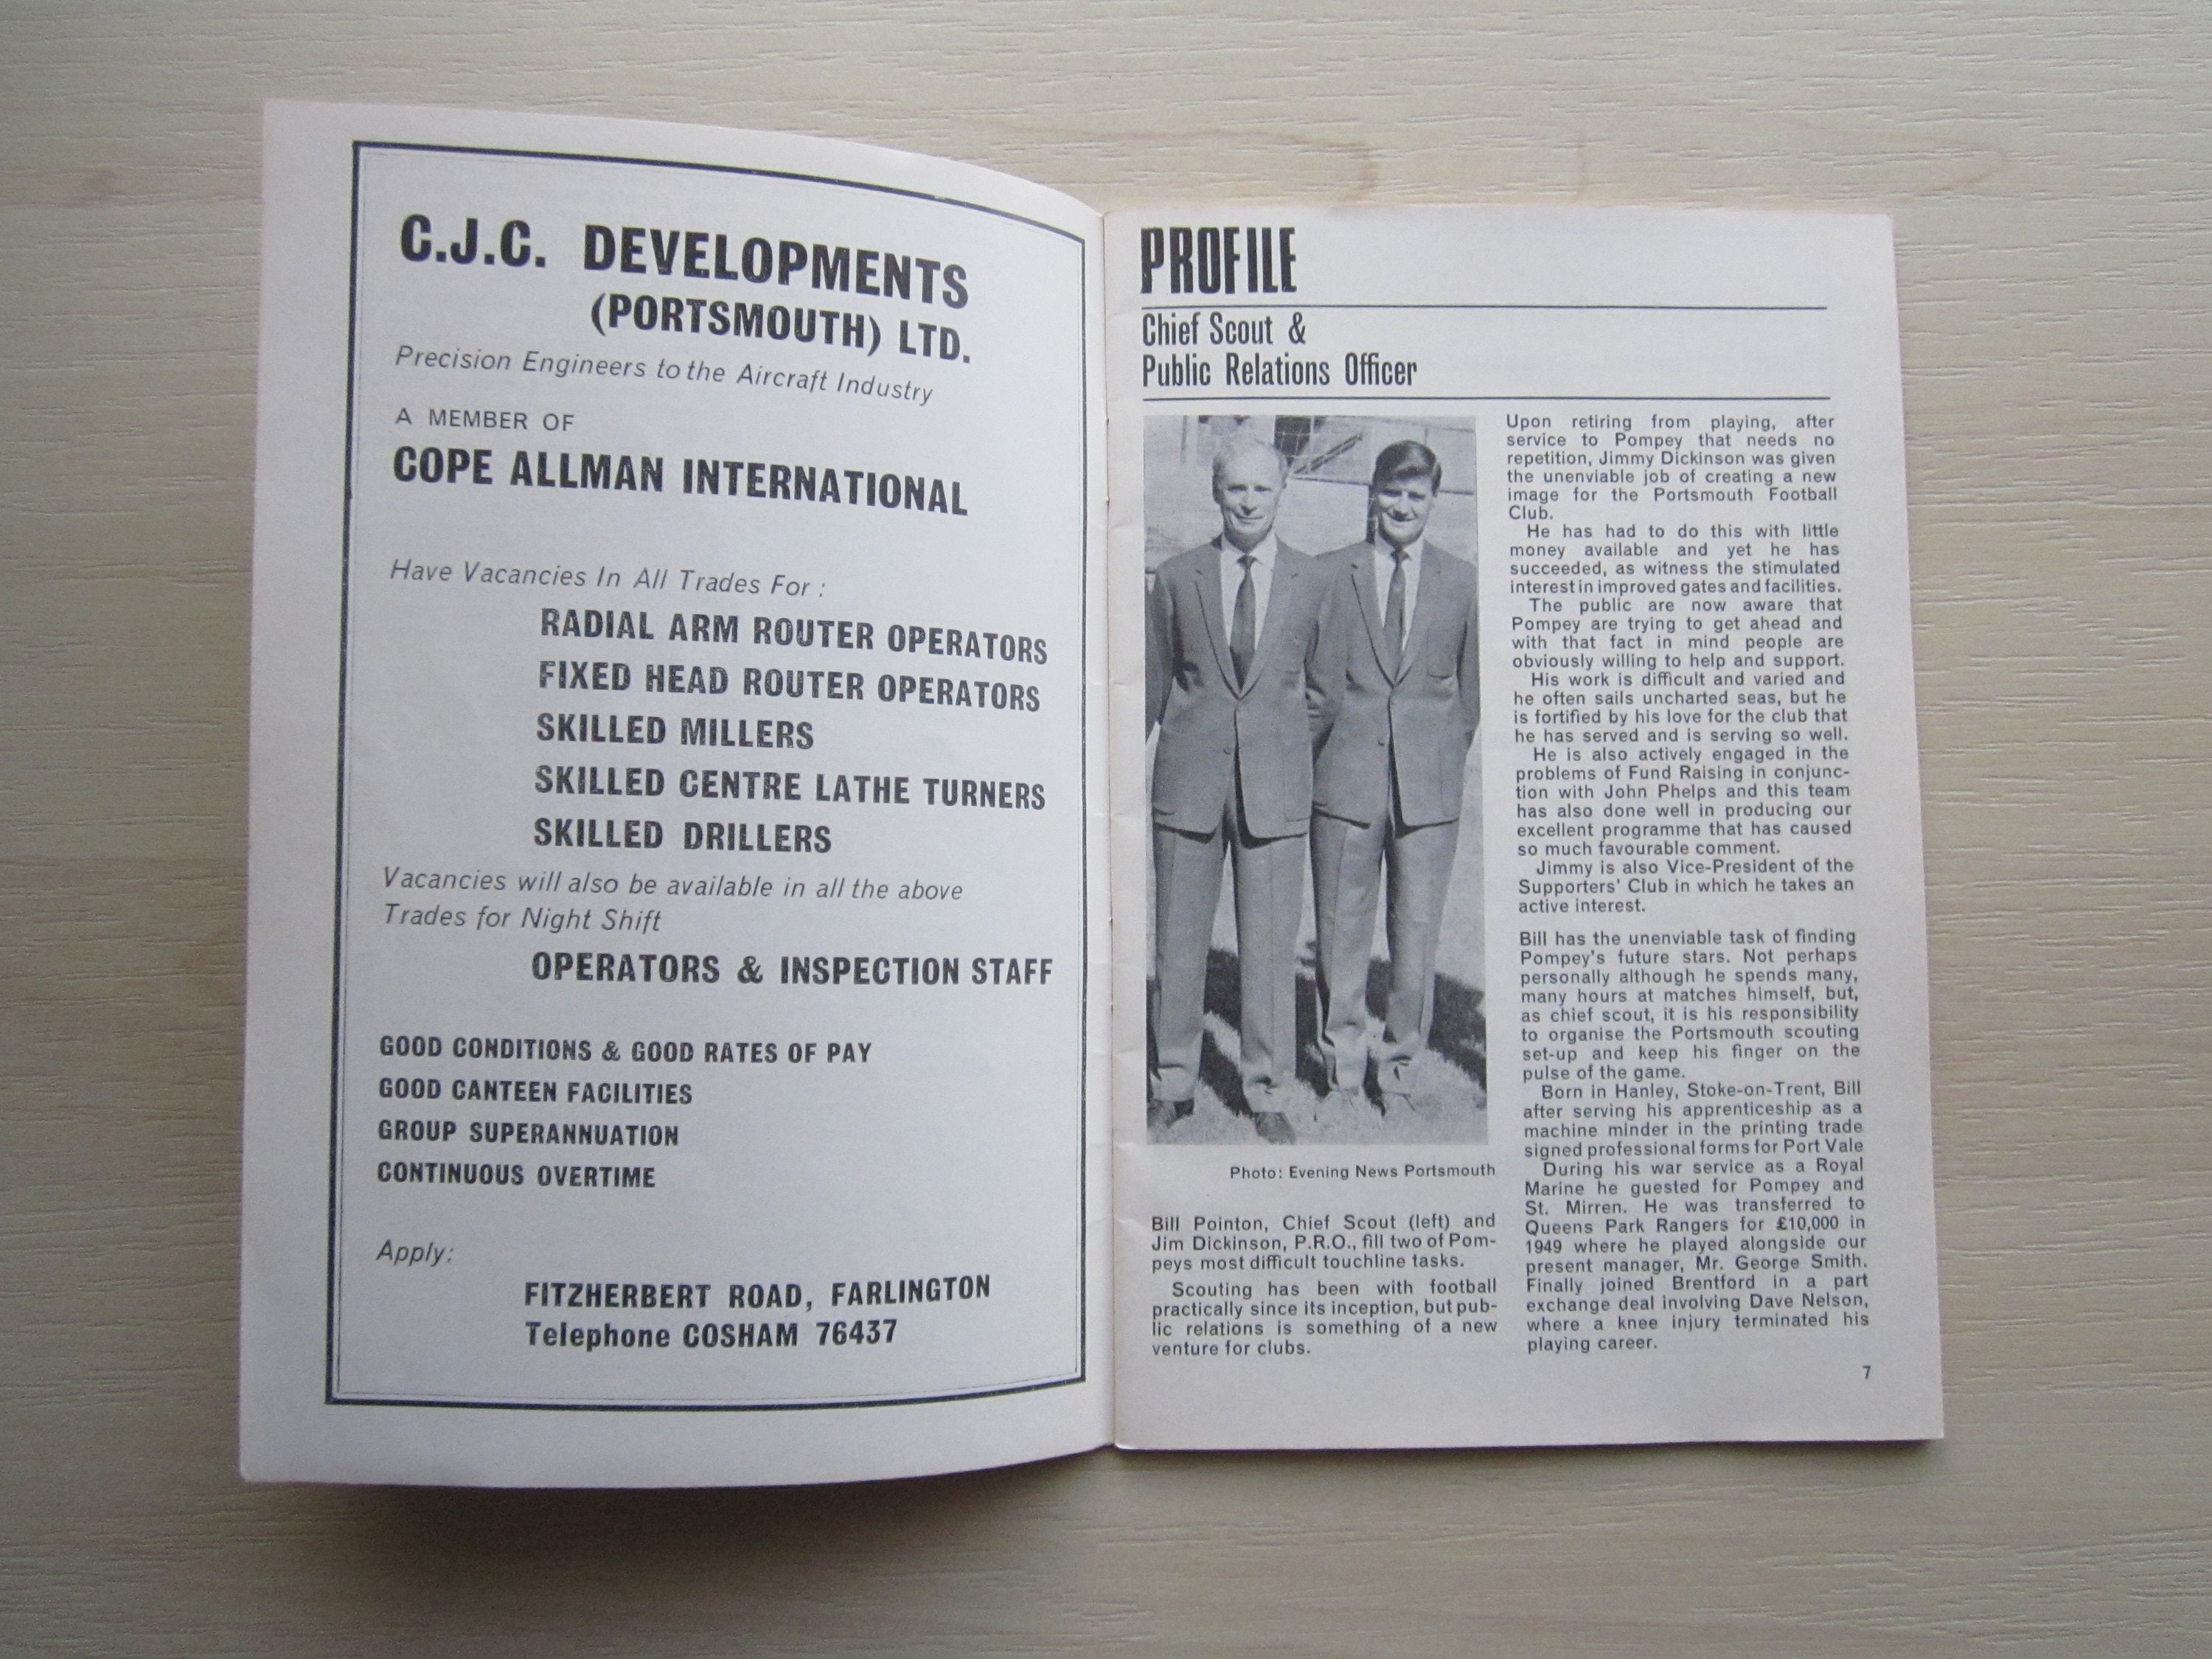 C.J.C. DEVELOPMENTS
(PORTSMOUTH) LTD.
Precision Engineers to the Aircraft Industry
A MEMBER OF
COPE ALLMAN INTERNATIONAL
Have Vacancies In All Trades For :
RADIAL ARM ROUTER OPERATORS
FIXED HEAD ROUTER OPERATORS
SKILLED MILLERS
SKILLED CENTRE LATHE TURNERS
SKILLED DRILLERS
Vacancies will also be available in all the above
Trades for Night Shift
OPERATORS & INSPECTION STAFF
GOOD CONDITIONS & GOOD RATES OF PAY
GOOD CANTEEN FACILITIES
GROUP SUPERANNUATION
CONTINUOUS OVERTIME
Apply:
FITZHERBERT ROAD, FARLINGTON
Telephone COSHAM 76437
PROFILE
Chief Scout &
Public Relations Officer
Photo: Evening News Portsmouth
Bill Pointon, Chief Scout (left) and
Jim Dickinson, P.R.O., fill two of Pom-
peys most difficult touchline tasks.
Scouting has been with football
practically since its inception, but pub-
lic relations is something of a new
venture for clubs.
Upon retiring from playing, after
service to Pompey that needs no
repetition, Jimmy Dickinson was given
the unenviable job of creating a new
image for the Portsmouth Football
Club.
He has had to do this with little
money available and yet he has
succeeded, as witness the stimulated
interest in improved gates and facilities.
The public are now aware that
Pompey are trying to get ahead and
with that fact in mind people are
obviously willing to help and support.
His work is difficult and varied and
he often sails uncharted seas, but he
is fortified by his love for the club that
he has served and is serving so well.
He is also actively engaged in the
problems of Fund Raising in conjunc-
tion with John Phelps and this team
has also done well in producing our
excellent programme that has caused
so much favourable comment.
Jimmy is also Vice-President of the
Supporters' Club in which he takes an
active interest.
Bill has the unenviable task of finding
Pompey's future stars. Not perhaps
personally although he spends many,
many hours at matches himself, but,
as chief scout, it is his responsibility
to organise the Portsmouth scouting
set-up and keep his finger on the
pulse of the game.
Born in Hanley, Stoke-on-Trent, Bill
after serving his apprenticeship as a
machine minder in the printing trade
signed professional forms for Port Vale
During his war service as a Royal
Marine he guested for Pompey and
St. Mirren. He was transferred to
Queens Park Rangers for £10,000 in
1949 where he played alongside our
present manager, Mr. George Smith.
Finally joined Brentford in a part
exchange deal involving Dave Nelson,
where a knee injury terminated his
playing career.
7